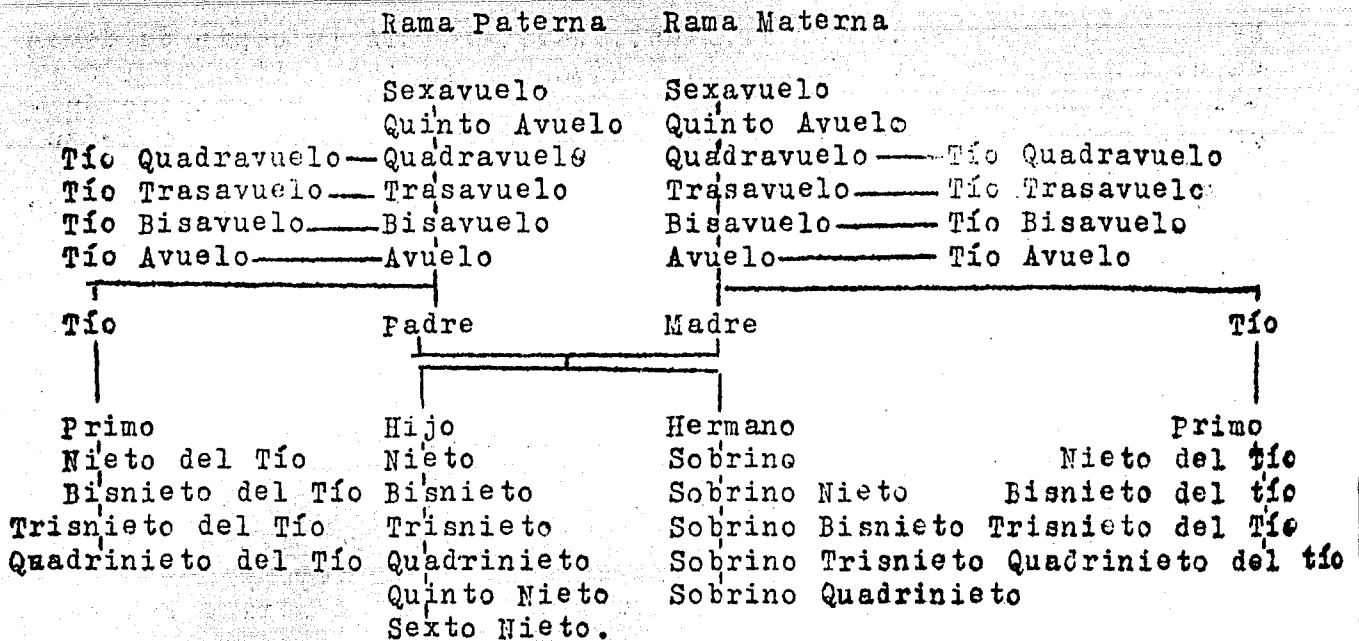 Rama Paterna Rama Materna
Sexavuelo Sexavuelo
Quinto Avuelo Quinto Avuelo
Tío Quadravuelo Quadravuelo Quadravuelo Tío Quadravuelo
Tío Trasavuelo Trasavuelo Trasavuelo Tío Trasavuelo
Tío Bisavuelo Bisavuelo Bisavuelo Tío Bisavuelo
Tío Avuelo Avuelo Avuelo Tío Avuelo
Tío Padre Madre Tío
Primo Hijo Hermano Primo
Nieto del Tío Nieto Sobrino Nieto del tío
Bisnieto del Tío Bisnieto Sobrino Nieto Bisnieto del tío
Trisnieto del Tío Trisnieto Sobrino Bisnieto Trisnieto del Tío
Quadrinieto del Tío Quadrinieto Sobrino Trisnieto Quadrinieto del tío
Quinto Nieto Sobrino Quadrinieto
Sexto Nieto.